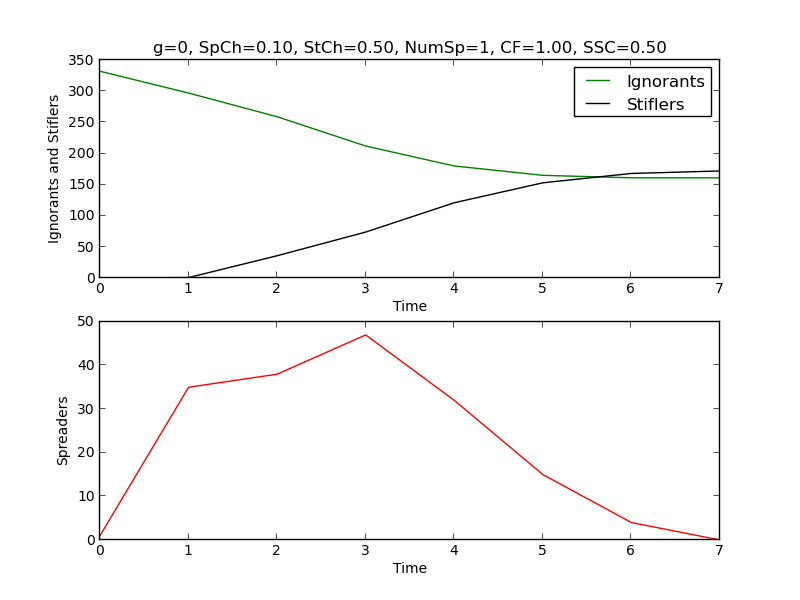 g=0, SpCh=0.10, StCh=0.50, NumSp=1, CF=1.00, SSC=0.50
350
300
250
200
150
100
50
0
Ignorants and Stiflers
Ignorants
Stiflers
0 1 2 3 4 5 6 7
Time
50
40
30
20
10
0
Spreaders
0 1 2 3 4 5 6 7
Time